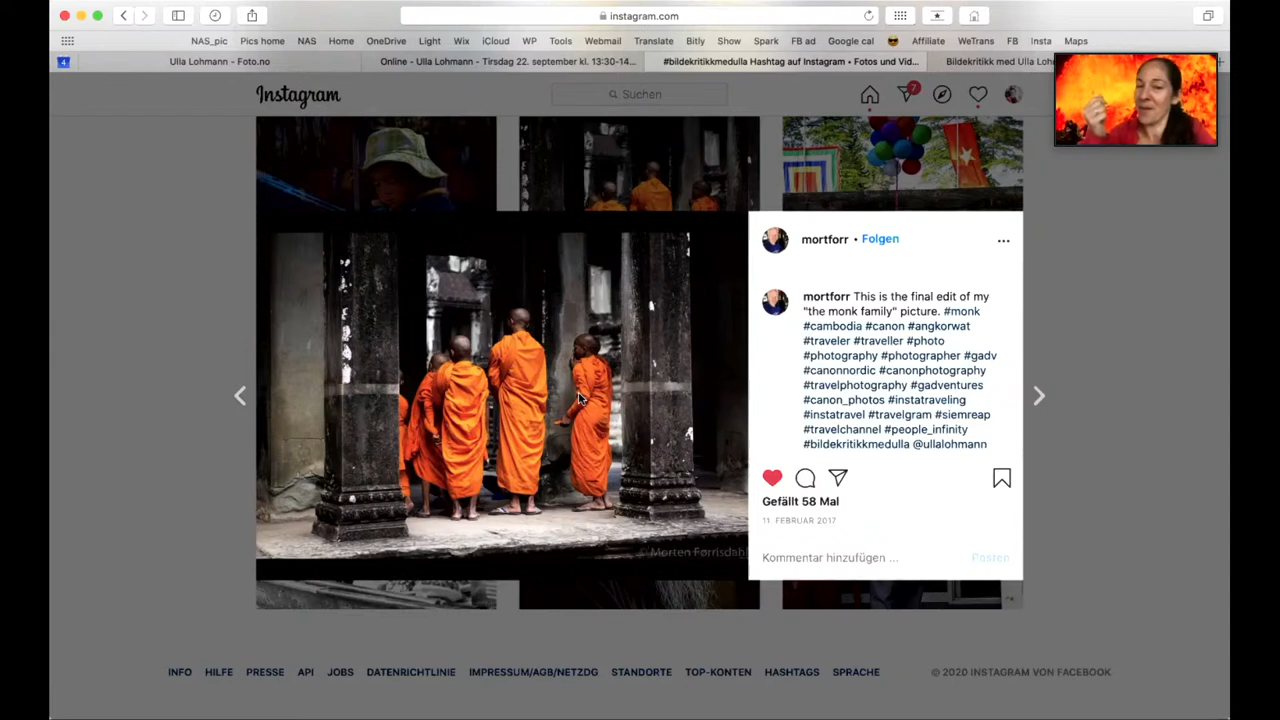 instagram.com
NAS_pic Pics home NAS Home OneDrive Light Wix iCloud WP Tools Webmail Translate Bitly Show Spark FB ad Google cal Affiliate WeTrans FB Insta Maps
4 Ulla Lohmann - Foto.no Online - Ulla Lohmann - Tirsdag 22. september kl. 13:30-14... #bildekritikkmedulla Hashtag auf Instagram • Fotos und Vid... Bildekritikk med Ulla Loh
Instagram Suchen 7
mortforr • Folgen
mortforr This is the final edit of my
"the monk family" picture. #monk
#cambodia #canon #angkorwat
#traveler #traveller #photo
#photography #photographer #gadv
#canonnordic #canonphotography
#travelphotography #gadventures
#canon_photos #instatraveling
#instatravel #travelgram #siemreap
#travelchannel #people_infinity
#bildekritikkmedulla @ullalohmann
Gefällt 58 Mal
11. FEBRUAR 2017
© Morten Førrisdahl
Kommentar hinzufügen ... Posten
INFO HILFE PRESSE API JOBS DATENRICHTLINIE IMPRESSUM/AGB/NETZDG STANDORTE TOP-KONTEN HASHTAGS SPRACHE © 2020 INSTAGRAM VON FACEBOOK